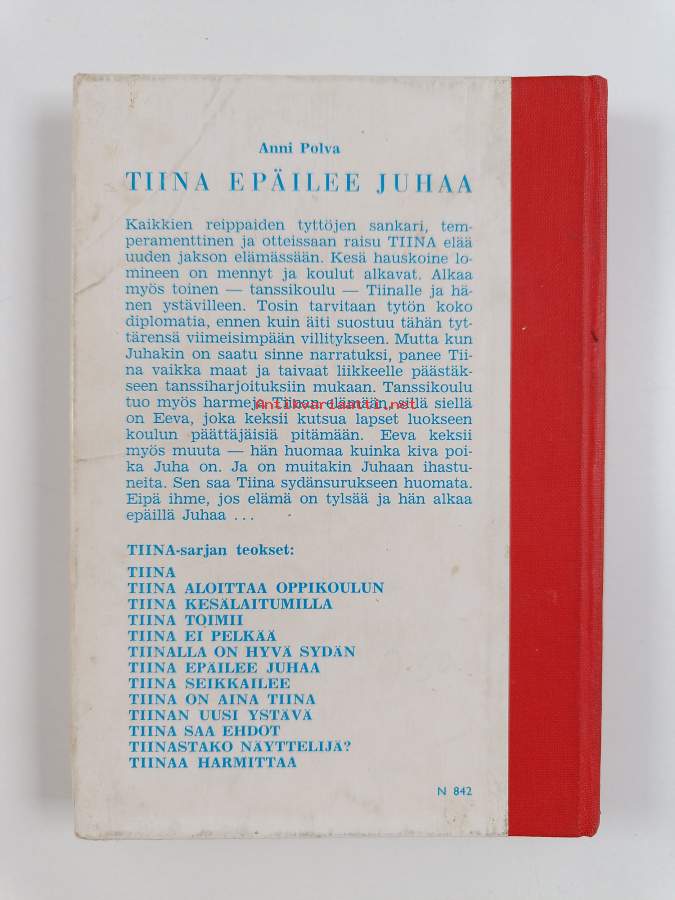 Anni Polva
TIINA EPÄILEE JUHAA
Kaikkien reippaiden tyttöjen sankari, tem-
peramenttinen ja otteissaan raisu TIINA elää
uuden jakson elämässään. Kesä hauskoine lo-
mineen on mennyt ja koulut alkavat. Alkaa
myös toinen — tanssikoulu — Tiinalle ja hä-
nen ystävilleen. Tosin tarvitaan tytön koko
diplomatia, ennen kuin äiti suostuu tähän tyt-
tärensä viimeisimpään villitykseen. Mutta kun
Juhakin on saatu sinne narratuksi, panee Tii-
na vaikka maat ja taivaat liikkeelle päästäk-
seen tanssiharjoituksiin mukaan. Tanssikoulu
tuo myös harmeja Tiinan elämään, sillä siellä
Antikvariaatti.net
on Eeva, joka keksii kutsua lapset luokseen
koulun päättäjäisiä pitämään. Eeva keksii
myös muuta — hän huomaa kuinka kiva poi-
ka Juha on. Ja on muitakin Juhaan ihastu-
neita. Sen saa Tiina sydänsurukseen huomata.
Eipä ihme, jos elämä on tylsää ja hän alkaa
epäillä Juhaa ...
TIINA-sarjan teokset:
TIINA
TIINA ALOITTAA OPPIKOULUN
TIINA KESÄLAITUMILLA
TIINA TOIMII
TIINA EI PELKÄÄ
TIINALLA ON HYVÄ SYDÄN
TIINA EPÄILEE JUHAA
TIINA SEIKKAILEE
TIINA ON AINA TIINA
TIINAN UUSI YSTÄVÄ
TIINA SAA EHDOT
TIINASTAKO NÄYTTELIJÄ?
TIINAA HARMITTAA
N 842